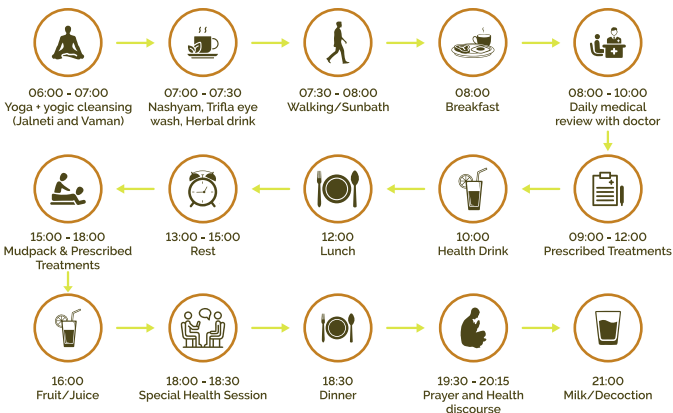 06:00 - 07:00
Yoga + yogic cleansing
(Jalneti and Vaman)
07:00 - 07:30
Nashyam, Trifla eye
wash, Herbal drink
07:30 - 08:00
Walking/Sunbath
08:00
Breakfast
08:00 - 10:00
Daily medical
review with doctor
09:00 - 12:00
Prescribed Treatments
10:00
Health Drink
12:00
Lunch
13:00 - 15:00
Rest
15:00 - 18:00
Mudpack & Prescribed
Treatments
16:00
Fruit/Juice
18:00 - 18:30
Special Health Session
18:30
Dinner
19:30 - 20:15
Prayer and Health
discourse
21:00
Milk/Decoction